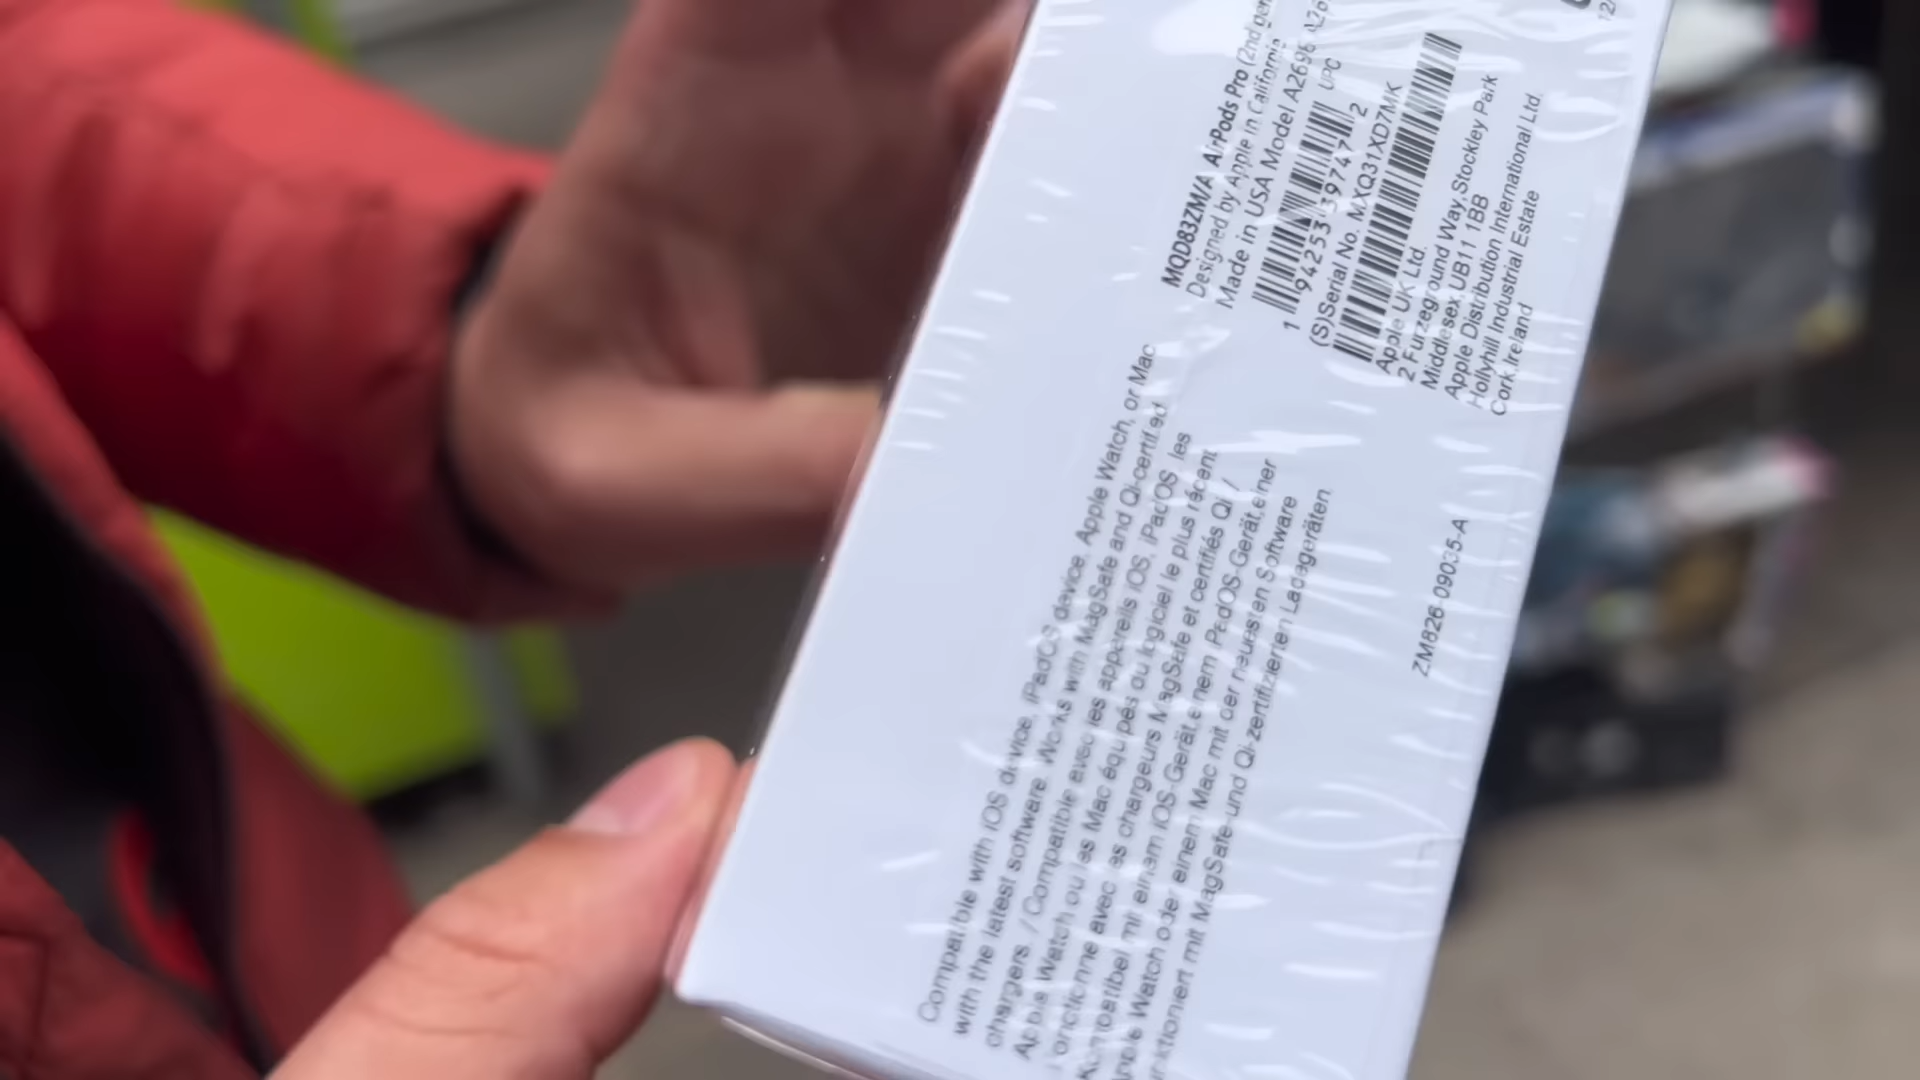 MQD83ZM/A AirPods Pro (2nd gen
Designed by Apple in California
Made in USA Model A2698
UPC
1 94253 39747 2
(S)Serial No. MXQ31XD7MK
Apple UK Ltd.
2 Furzeground Way,Stockley Park
Middlesex,UB11 1BB
Apple Distribution International Ltd.
Hollyhill Industrial Estate
Cork,Ireland
Compatible with iOS device, iPadOS device, Apple Watch, or Mac
with the latest software. Works with MagSafe and Qi-certified
chargers. / Compatible avec les appareils iOS, iPadOS, les
Apple Watch ou les Mac équipés du logiciel le plus récent.
Fonctionne avec les chargeurs MagSafe et certifiés Qi. /
mit einem iOS-Gerät, einem PadOS-Gerät, einer
Apple Watch oder einem Mac mit der neuesten Software
mit MagSafe-und Qi-zertifizierten Ladegeräten
ZM826-09035-A